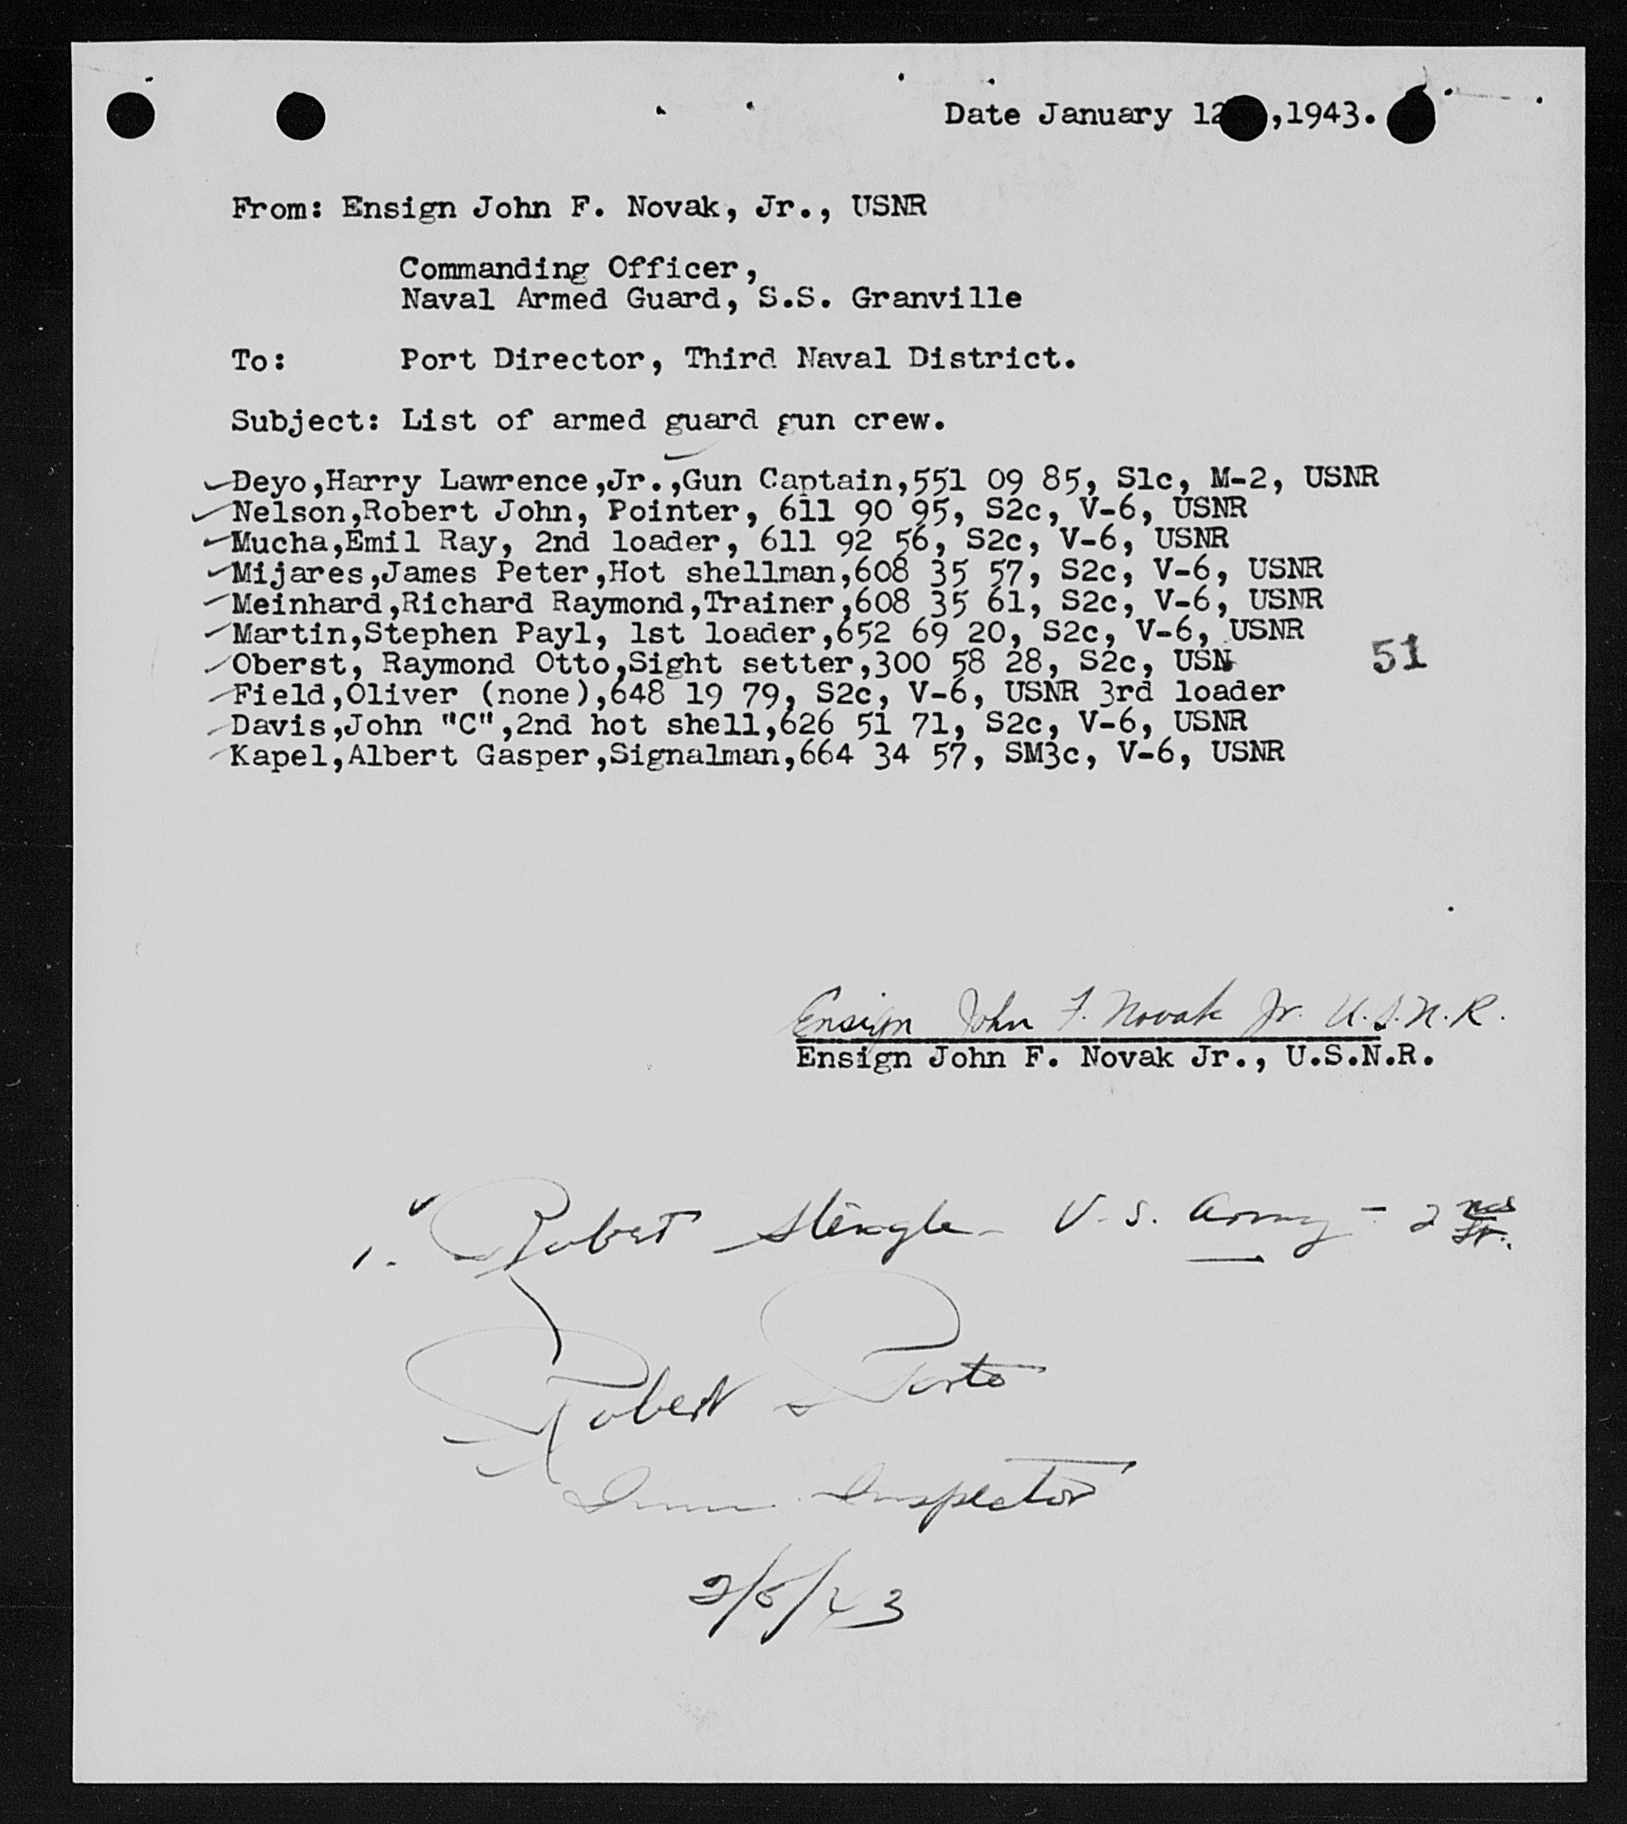 Date January 12 ,1943.
From: Ensign John F. Novak, Jr., USNR
Commanding Officer,
Naval Armed Guard, S.S. Granville
To: Port Director, Third Naval District.
Subject: List of armed guard gun crew.
Deyo,Harry Lawrence,Jr.,Gun Captain,551 09 85, S1c, M-2, USNR
Nelson,Robert John, Pointer, 611 90 95, S2c, V-6, USNR
Mucha,Emil Ray, 2nd loader, 611 92 56, S2c, V-6, USNR
Mijares,James Peter,Hot shellman,608 35 57, S2c, V-6, USNR
Meinhard,Richard Raymond,Trainer,608 35 61, S2c, V-6, USNR
Martin,Stephen Payl, 1st loader,652 69 20, S2c, V-6, USNR
Oberst, Raymond Otto,Sight setter,300 58 28, S2c, USN
51
Field,Oliver (none),648 19 79, S2c, V-6, USNR 3rd loader
Davis,John "C",2nd hot shell,626 51 71, S2c, V-6, USNR
Kapel,Albert Gasper,Signalman,664 34 57, SM3c, V-6, USNR
Ensign John F. Novak Jr. U.S.N.R.
Ensign John F. Novak Jr., U.S.N.R.
1. Robert Stengle - U.S. Army - 2nd Lt.
Robert Porto
Imm. Inspector
2/5/43